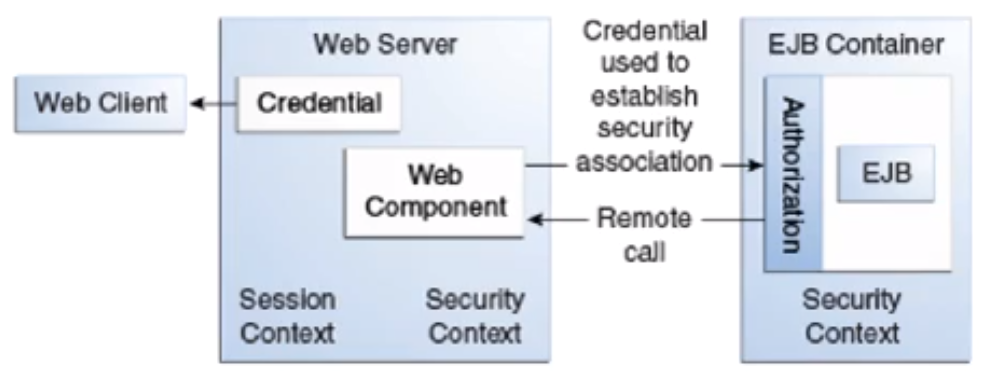 Web Client
Web Server
Credential
Web
Component
Session
Context
Security
Context
Credential
used to
establish
security
association
Remote
call
EJB Container
Authorization
EJB
Security
Context